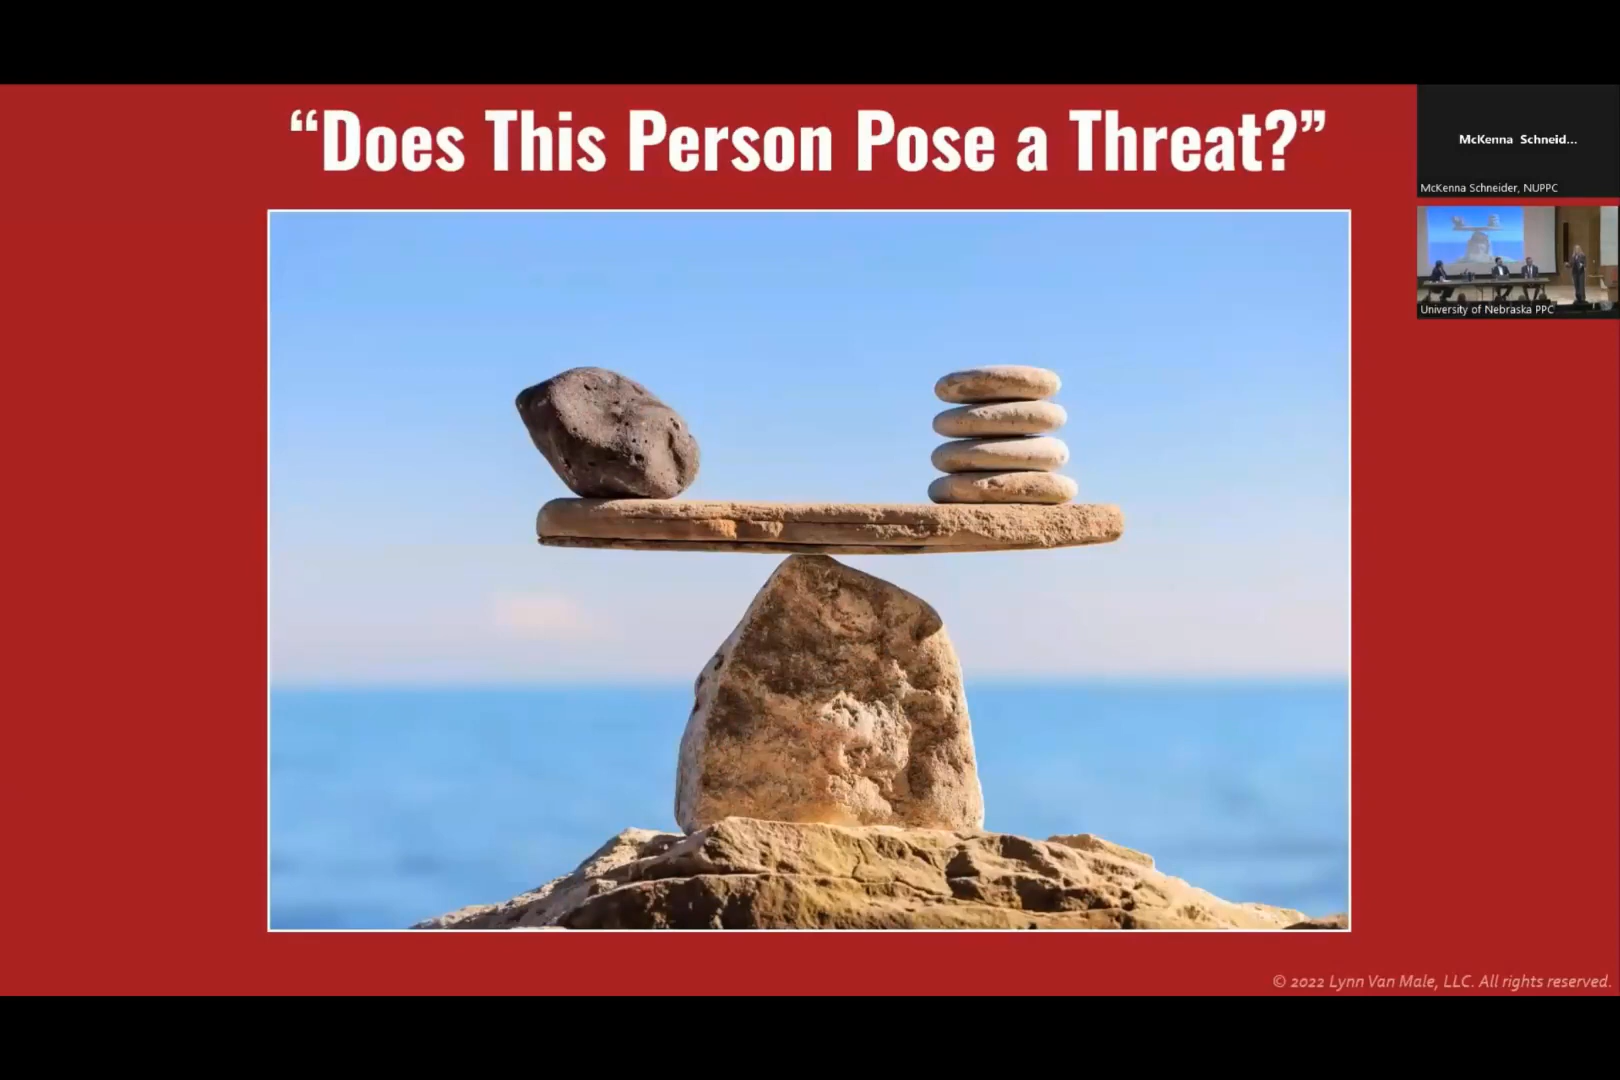 “Does This Person Pose a Threat?”
McKenna Schneid...
McKenna Schneider, NUPPC
University of Nebraska PPC
© 2022 Lynn Van Male, LLC. All rights reserved.